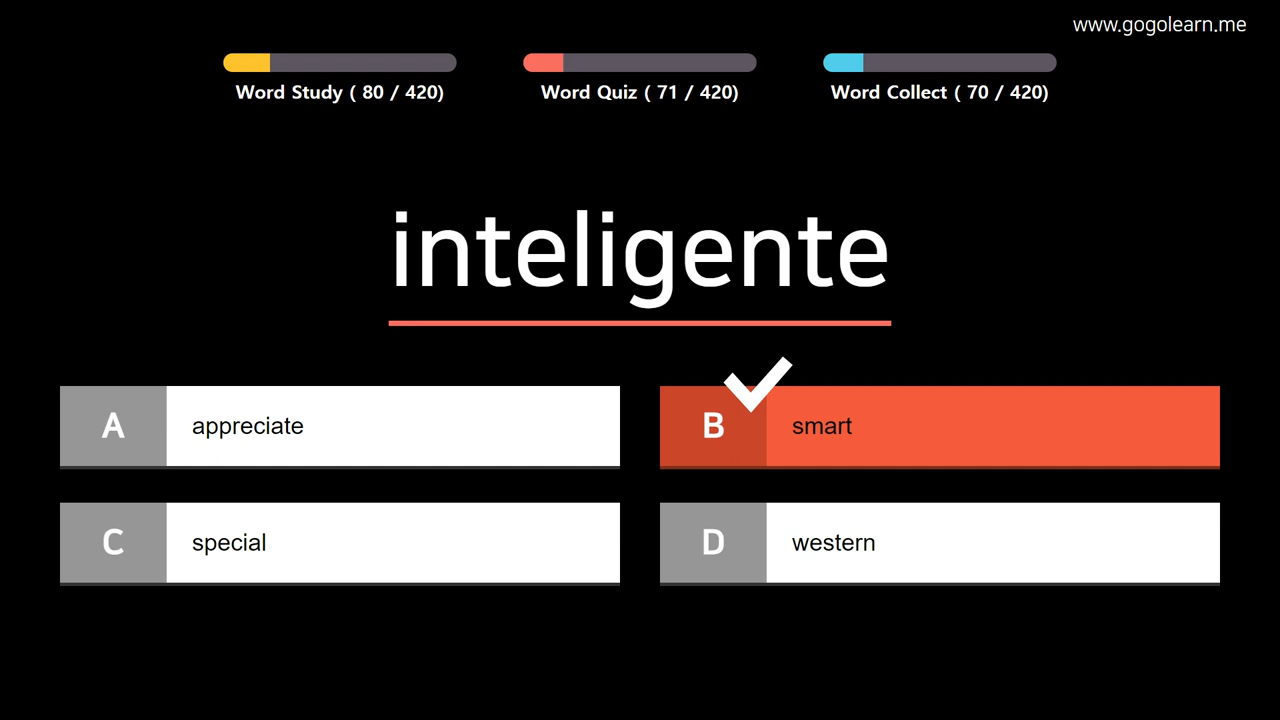 www.gogolearn.me
Word Study ( 80 / 420)
Word Quiz ( 71 / 420)
Word Collect ( 70 / 420)
inteligente
A appreciate
B smart
C special
D western